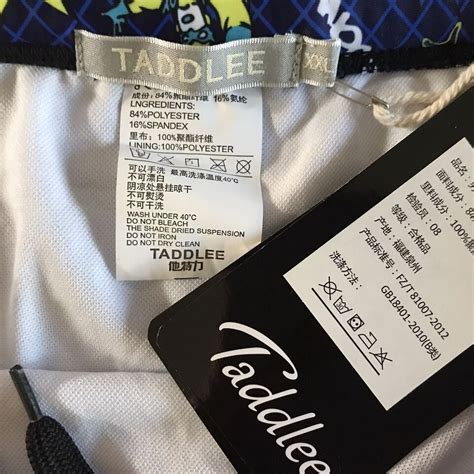 TADDLEE
XXL
成份: 84%聚酯纤维 16%氨纶
LNGREDIENTS:
84%POLYESTER
16%SPANDEX
里布: 100%聚酯纤维
LINING:100%POLYESTER
可以手洗 最高洗涤温度40℃
不可漂白
阴凉处悬挂晾干
不可熨烫
不可干洗
WASH UNDER 40℃
DO NOT BLEACH
THE SHADE DRIED SUSPENSION
DO NOT IRON
DO NOT DRY CLEAN
TADDLEE
他特力
面料成分:
里料成分: 100%
检验员: 08
等级: 合格品
产地: 福建泉州
产品标准号: FZ/T 81007-2012
GB18401-2010(B类)
洗涤方式:
Taddlee